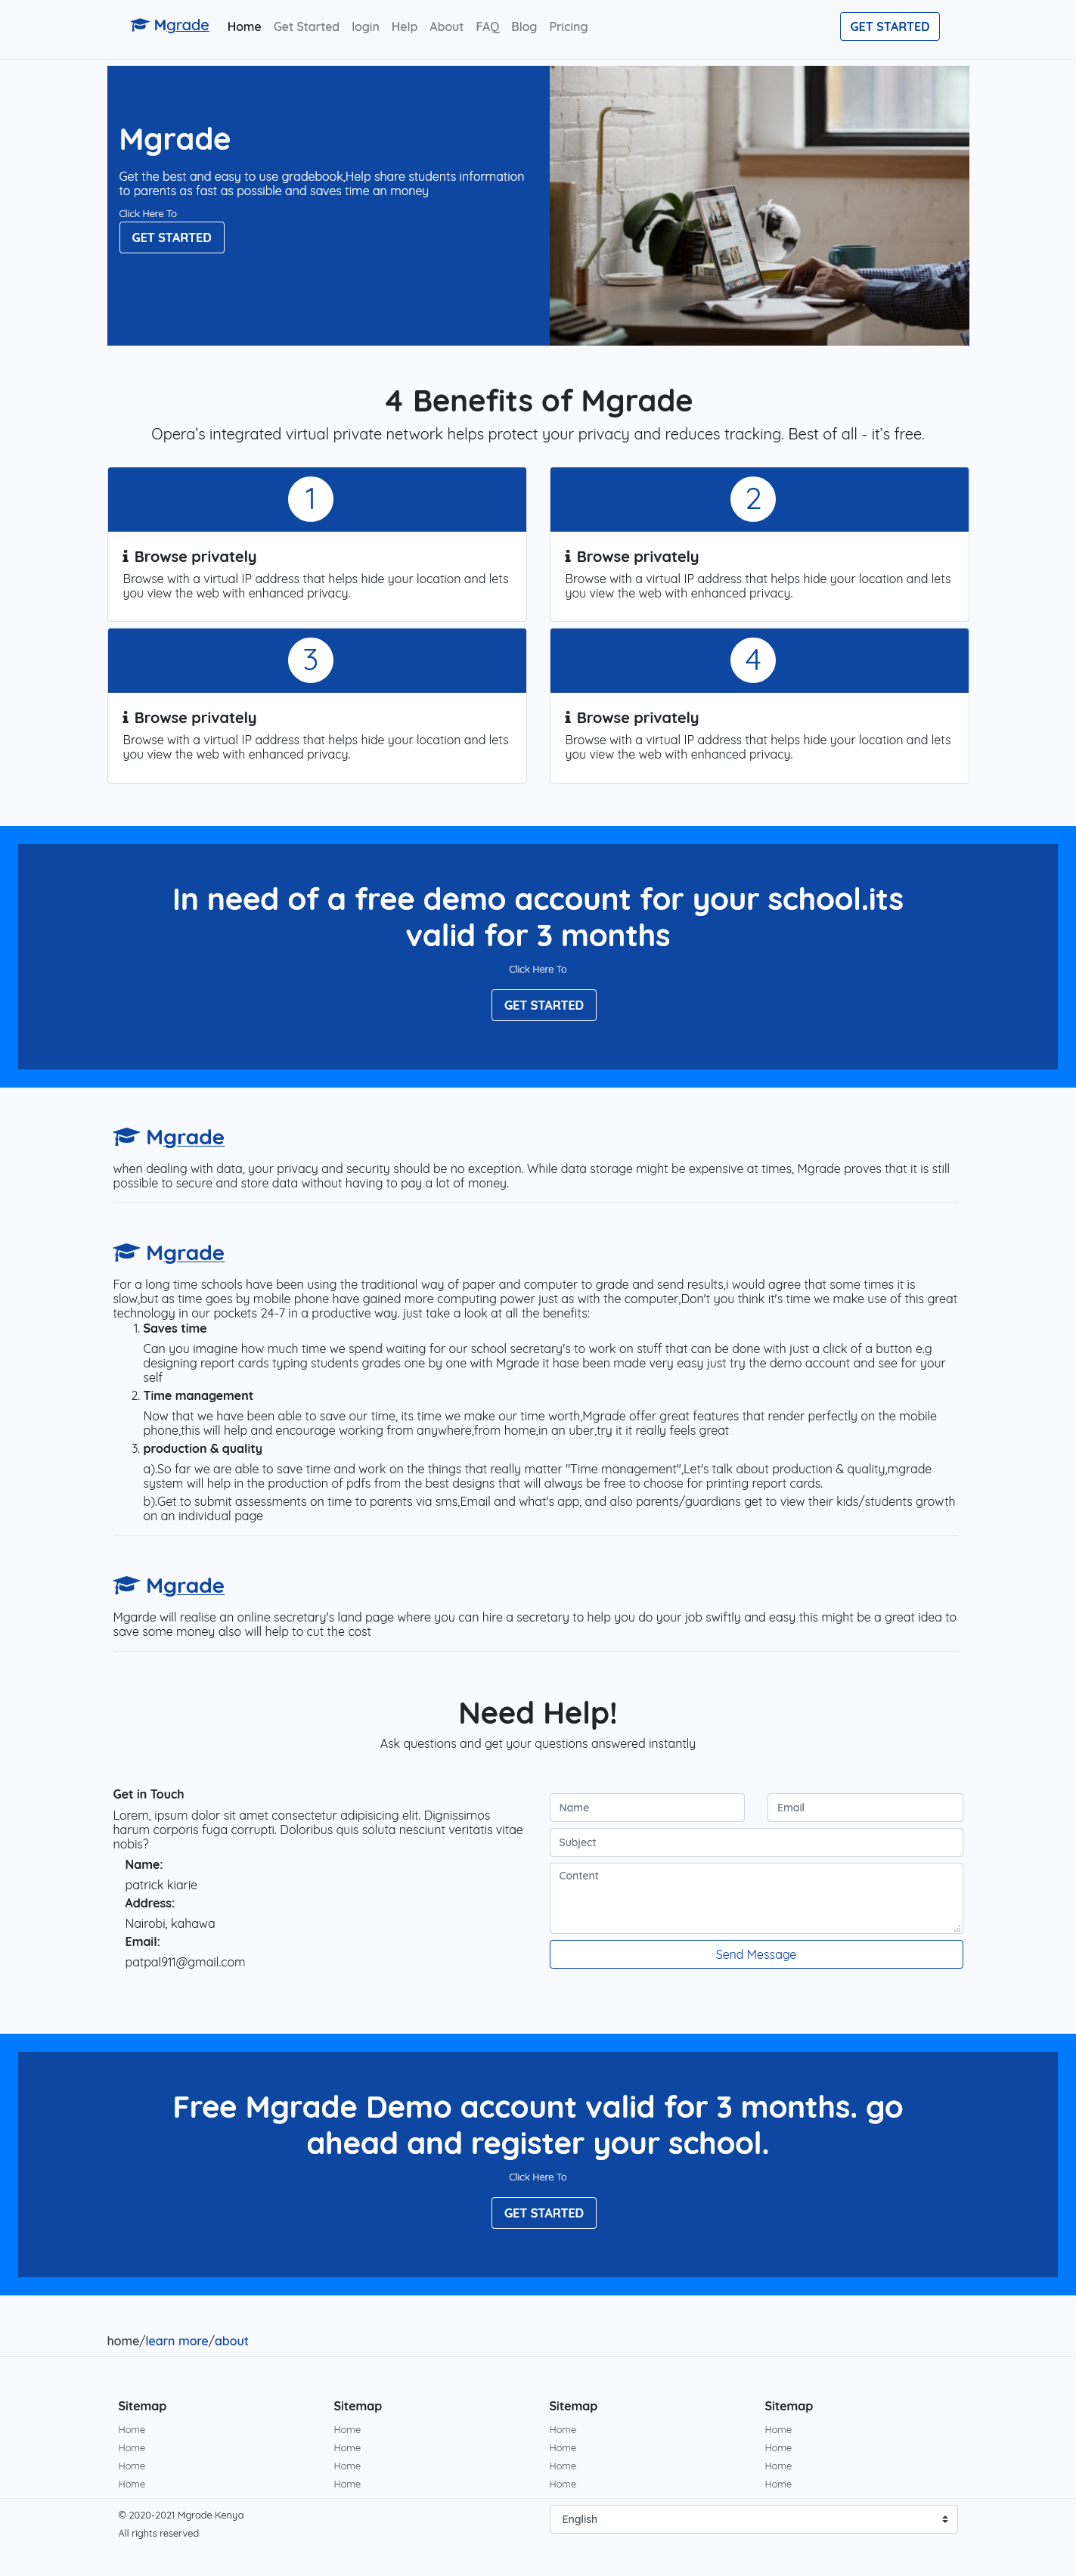 Mgrade Home Get Started login Help About FAQ Blog Pricing GET STARTED
Mgrade
Get the best and easy to use gradebook,Help share students information
to parents as fast as possible and saves time an money
Click Here To
GET STARTED
4 Benefits of Mgrade
Opera's integrated virtual private network helps protect your privacy and reduces tracking. Best of all - it's free.
1
Browse privately
Browse with a virtual IP address that helps hide your location and lets
you view the web with enhanced privacy.
2
Browse privately
Browse with a virtual IP address that helps hide your location and lets
you view the web with enhanced privacy.
3
Browse privately
Browse with a virtual IP address that helps hide your location and lets
you view the web with enhanced privacy.
4
Browse privately
Browse with a virtual IP address that helps hide your location and lets
you view the web with enhanced privacy.
In need of a free demo account for your school.its
valid for 3 months
Click Here To
GET STARTED
Mgrade
when dealing with data, your privacy and security should be no exception. While data storage might be expensive at times, Mgrade proves that it is still
possible to secure and store data without having to pay a lot of money.
Mgrade
For a long time schools have been using the traditional way of paper and computer to grade and send results,i would agree that some times it is
slow,but as time goes by mobile phone have gained more computing power just as with the computer,Don't you think it's time we make use of this great
technology in our pockets 24-7 in a productive way. just take a look at all the benefits:
1. Saves time
Can you imagine how much time we spend waiting for our school secretary's to work on stuff that can be done with just a click of a button e.g
designing report cards typing students grades one by one with Mgrade it hase been made very easy just try the demo account and see for your
self
2. Time management
Now that we have been able to save our time, its time we make our time worth,Mgrade offer great features that render perfectly on the mobile
phone,this will help and encourage working from anywhere,from home,in an uber,try it it really feels great
3. production & quality
a).So far we are able to save time and work on the things that really matter "Time management",Let's talk about production & quality,mgrade
system will help in the production of pdfs from the best designs that will always be free to choose for printing report cards.
b).Get to submit assessments on time to parents via sms,Email and what's app, and also parents/guardians get to view their kids/students growth
on an individual page
Mgrade
Mgarde will realise an online secretary's land page where you can hire a secretary to help you do your job swiftly and easy this might be a great idea to
save some money also will help to cut the cost
Need Help!
Ask questions and get your questions answered instantly
Get in Touch
Lorem, ipsum dolor sit amet consectetur adipisicing elit. Dignissimos
harum corporis fuga corrupti. Doloribus quis soluta nesciunt veritatis vitae
nobis?
Name:
patrick kiarie
Address:
Nairobi, kahawa
Email:
patpal911@gmail.com
Name Email
Subject
Content
Send Message
Free Mgrade Demo account valid for 3 months. go
ahead and register your school.
Click Here To
GET STARTED
home/learn more/about
Sitemap Sitemap Sitemap Sitemap
Home Home Home Home
Home Home Home Home
Home Home Home Home
Home Home Home Home
© 2020-2021 Mgrade Kenya
All rights reserved
English